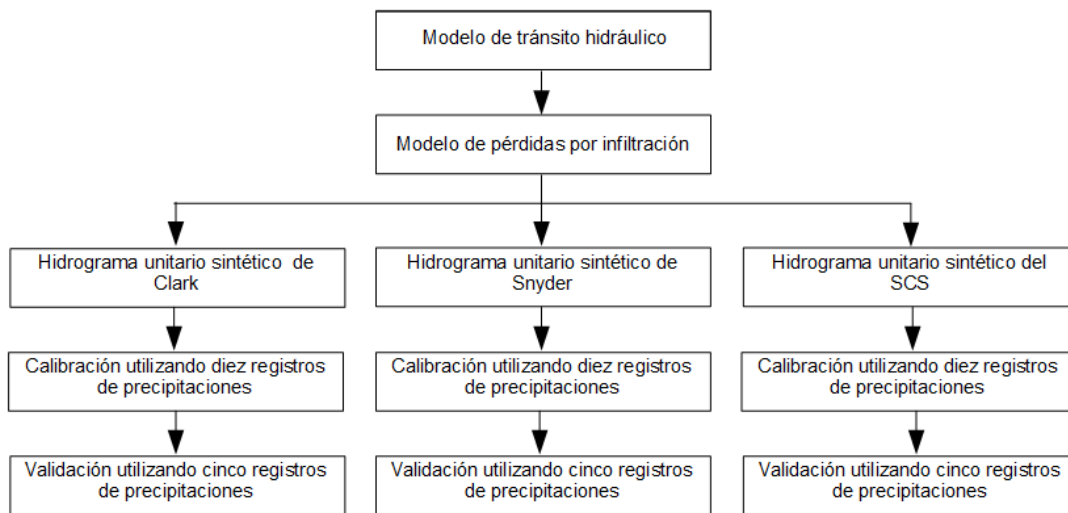 Modelo de tránsito hidráulico
Modelo de pérdidas por infiltración
Hidrograma unitario sintético de
Clark
Hidrograma unitario sintético de
Snyder
Hidrograma unitario sintético del
SCS
Calibración utilizando diez registros
de precipitaciones
Calibración utilizando diez registros
de precipitaciones
Calibración utilizando diez registros
de precipitaciones
Validación utilizando cinco registros
de precipitaciones
Validación utilizando cinco registros
de precipitaciones
Validación utilizando cinco registros
de precipitaciones